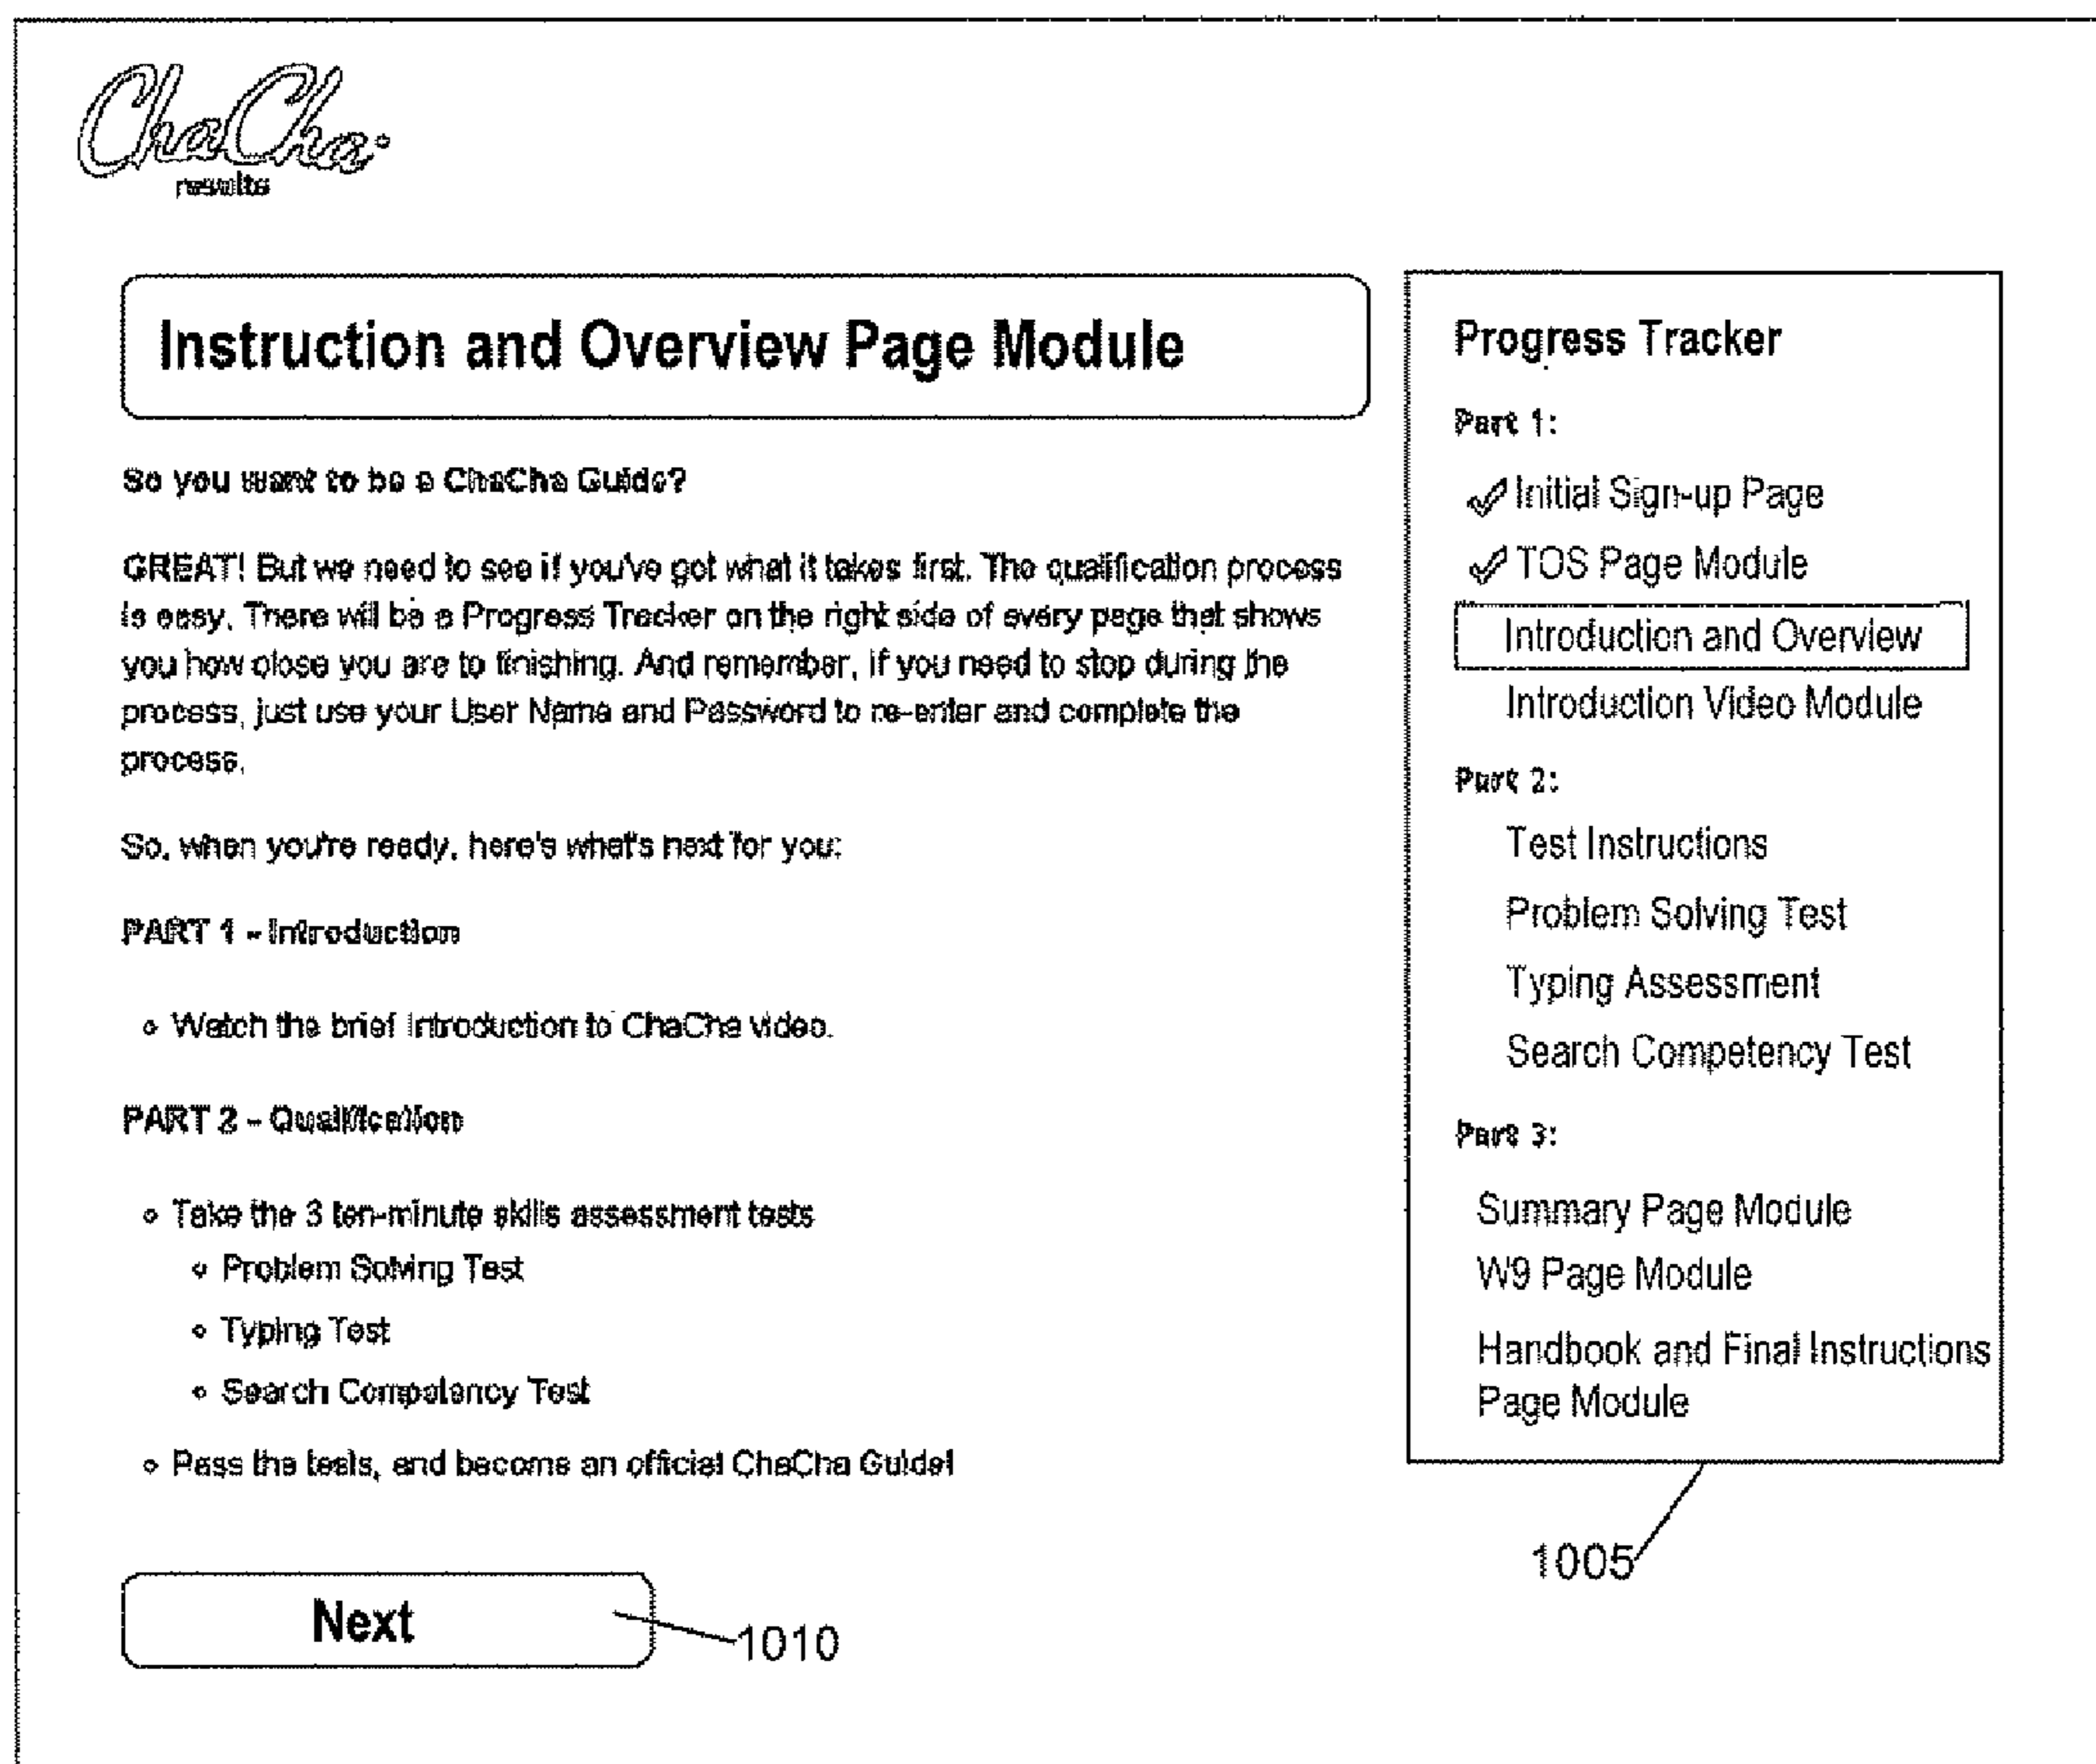 ChaCha
results
Instruction and Overview Page Module
So you want to be a ChaCha Guide?
GREAT! But we need to see if you've got what it takes first. The qualification process
is easy. There will be a Progress Tracker on the right side of every page that shows
you how close you are to finishing. And remember, if you need to stop during the
process, just use your User Name and Password to re-enter and complete the
process.
So, when you're ready, here's what's next for you:
PART 1 - Introduction
Watch the brief Introduction to ChaCha video.
PART 2 - Qualification
Take the 3 ten-minute skills assessment tests
Problem Solving Test
Typing Test
Search Competency Test
Pass the tests, and become an official ChaCha Guide!
Next
1010
Progress Tracker
Part 1:
Initial Sign-up Page
TOS Page Module
Introduction and Overview
Introduction Video Module
Part 2:
Test Instructions
Problem Solving Test
Typing Assessment
Search Competency Test
Part 3:
Summary Page Module
W9 Page Module
Handbook and Final Instructions
Page Module
1005